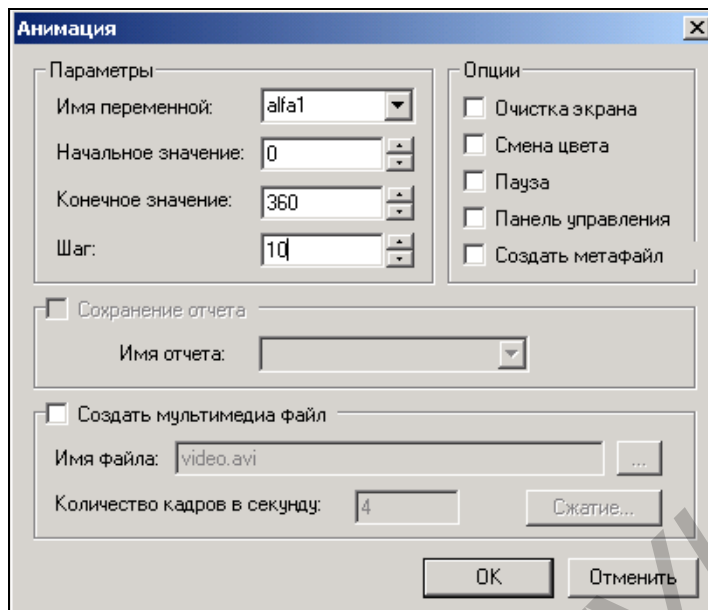 Анимация
Параметры
Имя переменной: alfa1
Начальное значение: 0
Конечное значение: 360
Шаг: 10
Опции
Очистка экрана
Смена цвета
Пауза
Панель управления
Создать метафайл
Сохранение отчета
Имя отчета:
Создать мультимедиа файл
Имя файла: video.avi ...
Количество кадров в секунду: 4 Сжатие...
OK Отменить